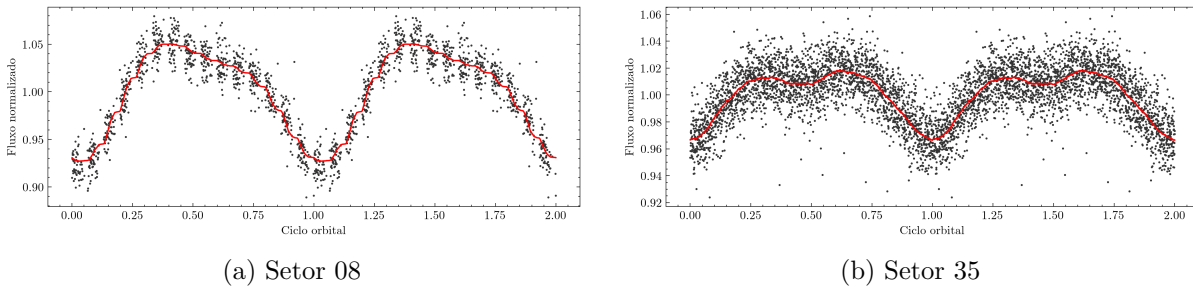 Fluxo normalizado
1.05
1.00
0.95
0.90
0.00 0.25 0.50 0.75 1.00 1.25 1.50 1.75 2.00
Ciclo orbital
(a) Setor 08
Fluxo normalizado
1.06
1.04
1.02
1.00
0.98
0.96
0.94
0.92
0.00 0.25 0.50 0.75 1.00 1.25 1.50 1.75 2.00
Ciclo orbital
(b) Setor 35